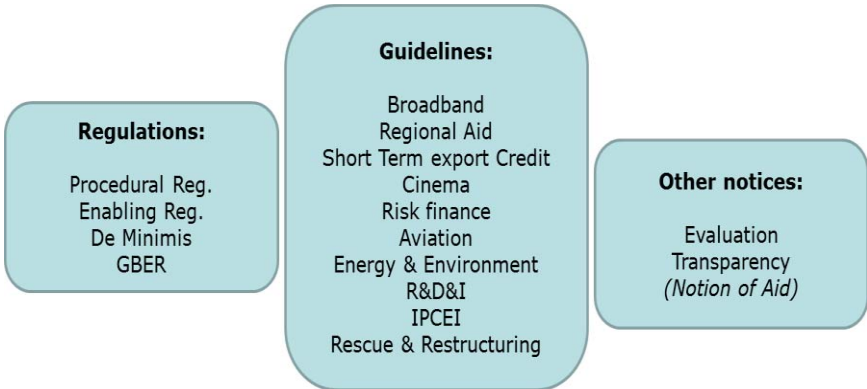 Regulations:
Procedural Reg.
Enabling Reg.
De Minimis
GBER
Guidelines:
Broadband
Regional Aid
Short Term export Credit
Cinema
Risk finance
Aviation
Energy & Environment
R&D&I
IPCEI
Rescue & Restructuring
Other notices:
Evaluation
Transparency
(Notion of Aid)